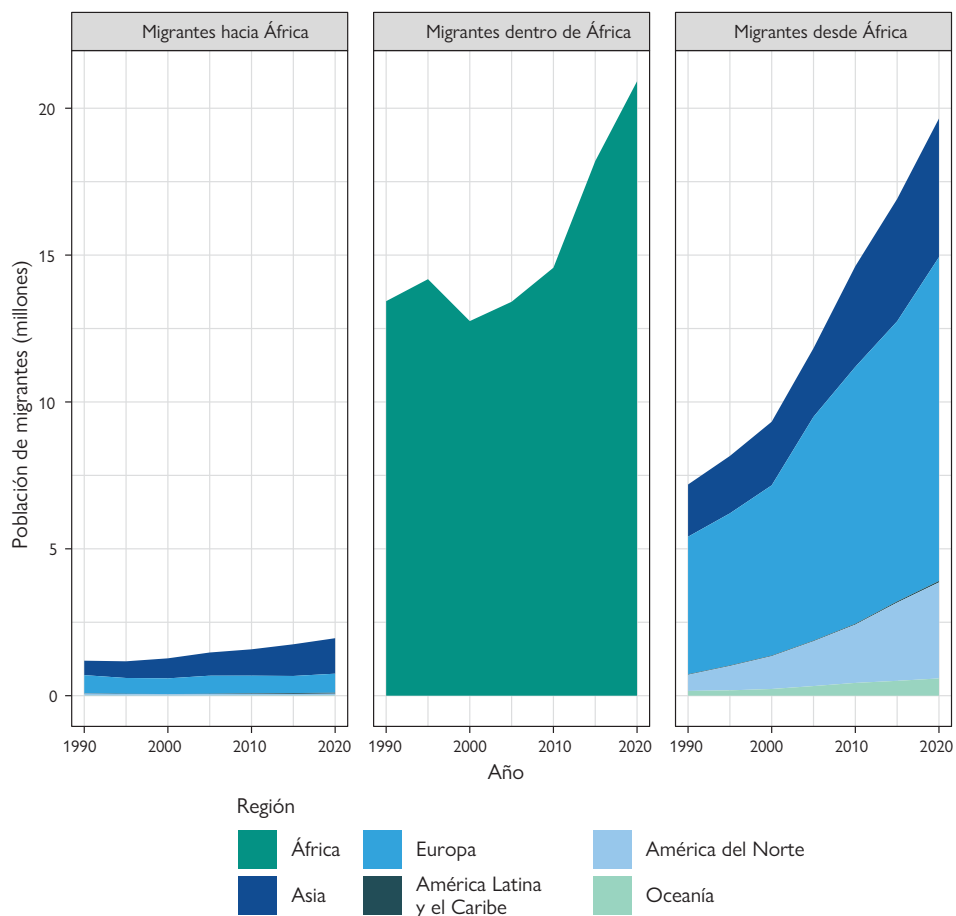 Migrantes hacia África
Migrantes dentro de África
Migrantes desde África
Población de migrantes (millones)
20
15
10
5
0
1990 2000 2010 2020
1990 2000 2010 2020
1990 2000 2010 2020
Año
Región
África
Europa
América del Norte
Asia
América Latina
y el Caribe
Oceanía